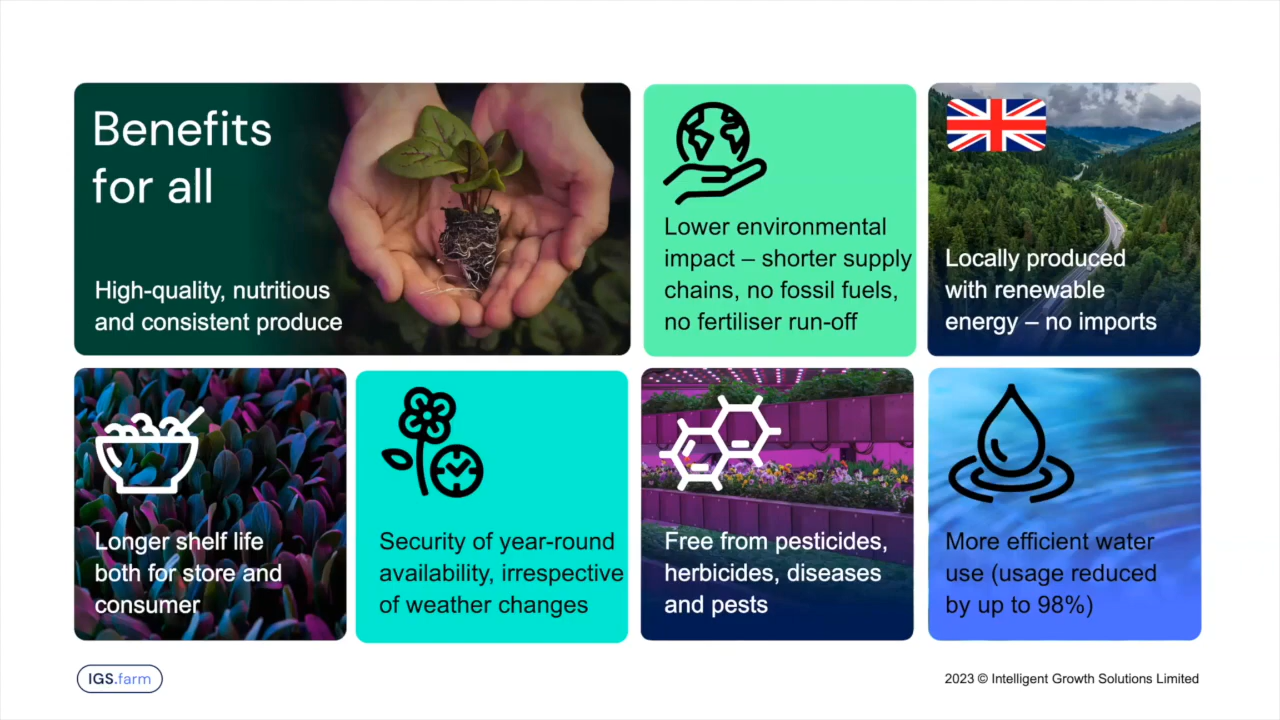 Benefits
for all
High-quality, nutritious
and consistent produce
Lower environmental
impact – shorter supply
chains, no fossil fuels,
no fertiliser run-off
Locally produced
with renewable
energy – no imports
Longer shelf life
both for store and
consumer
Security of year-round
availability, irrespective
of weather changes
Free from pesticides,
herbicides, diseases
and pests
More efficient water
use (usage reduced
by up to 98%)
IGS.farm
2023 © Intelligent Growth Solutions Limited